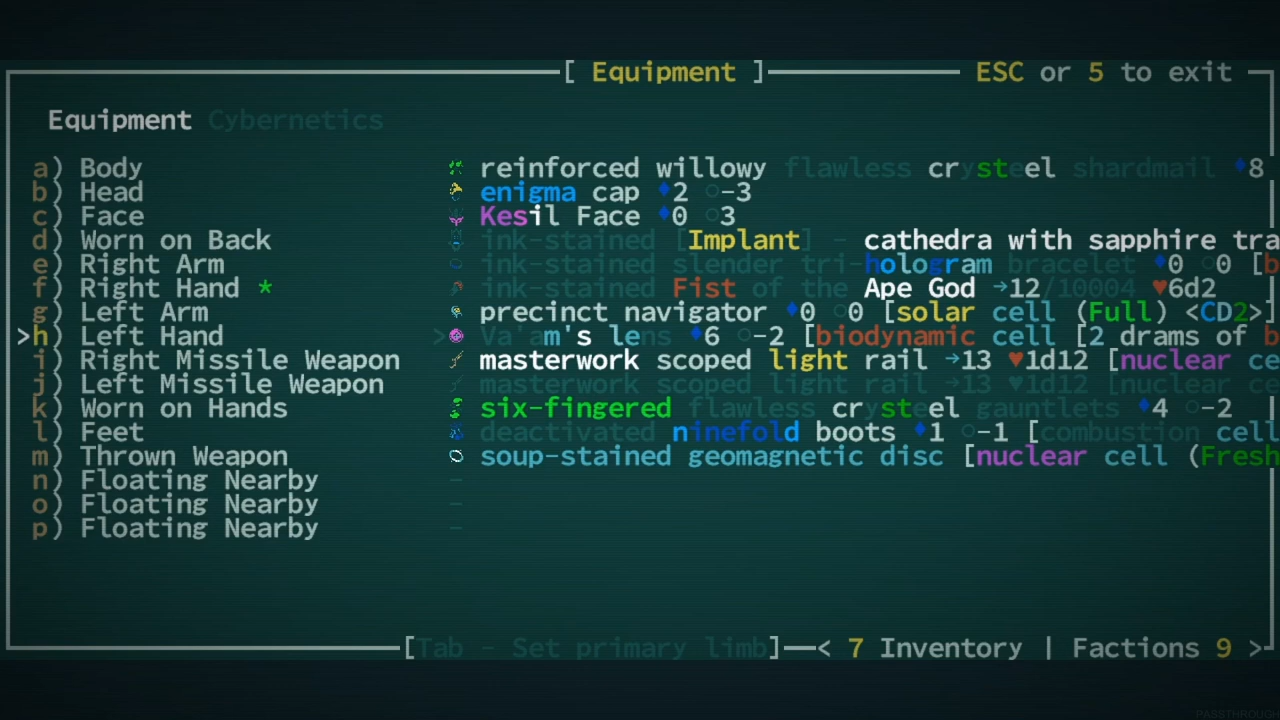 [ Equipment ] ESC or 5 to exit
Equipment Cybernetics
a) Body reinforced willowy flawless crysteel shardmail ♦8
b) Head enigma cap ♦2 ○-3
c) Face Kesil Face ♦0 ○3
d) Worn on Back ink-stained [Implant] - cathedra with sapphire tra
e) Right Arm ink-stained slender tri-hologram bracelet ♦0 ○0 [b
f) Right Hand * ink-stained Fist of the Ape God →12/10004 ♥6d2
g) Left Arm precinct navigator ♦0 ○0 [solar cell (Full) <CD2>]
>h) Left Hand > Va'am's lens ♦6 ○-2 [biodynamic cell [2 drams of b
i) Right Missile Weapon masterwork scoped light rail →13 ♥1d12 [nuclear ce
j) Left Missile Weapon masterwork scoped light rail →13 ♥1d12 [nuclear ce
k) Worn on Hands six-fingered flawless crysteel gauntlets ♦4 ○-2
l) Feet deactivated ninefold boots ♦1 ○-1 [combustion cell
m) Thrown Weapon soup-stained geomagnetic disc [nuclear cell (Fresh
n) Floating Nearby -
o) Floating Nearby -
p) Floating Nearby -
[Tab - Set primary limb] < 7 Inventory | Factions 9 >